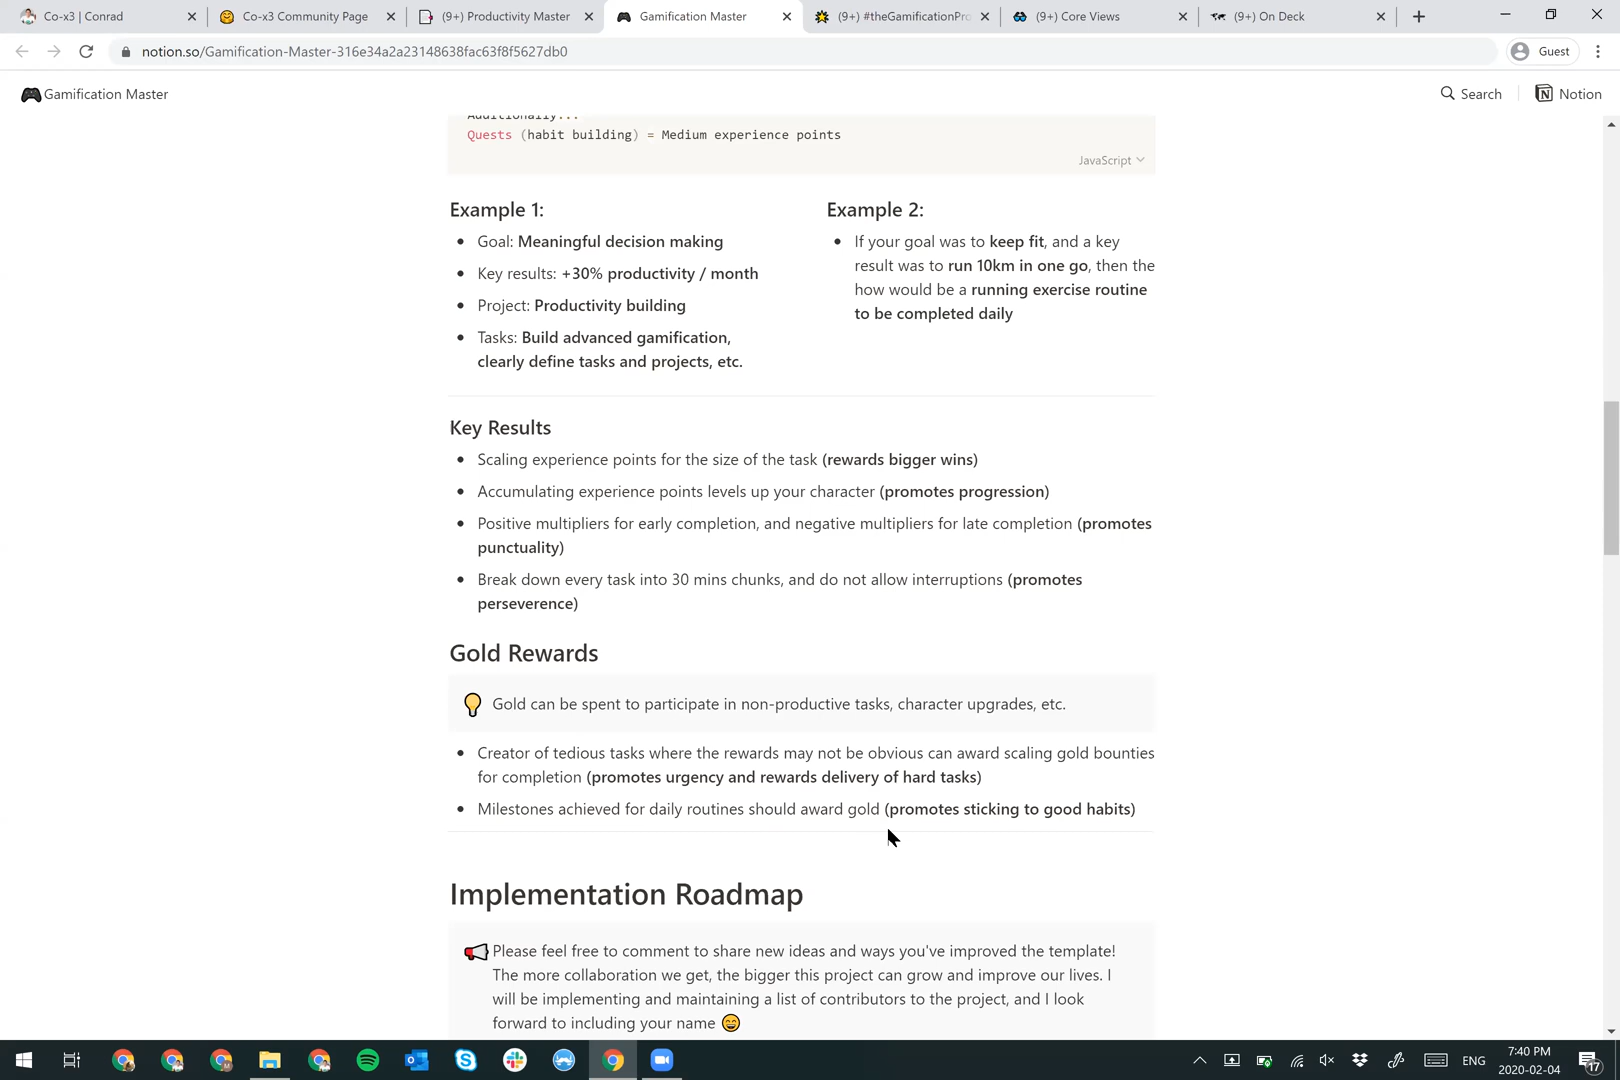 Co-x3 | Conrad
Co-x3 Community Page
(9+) Productivity Master
Gamification Master
(9+) #theGamificationPro
(9+) Core Views
(9+) On Deck
notion.so/Gamification-Master-316e34a2a23148638fac63f8f5627db0
Guest
Gamification Master
Search
Notion
Additionally...
Quests (habit building) = Medium experience points
JavaScript
Example 1:
Goal: Meaningful decision making
Key results: +30% productivity / month
Project: Productivity building
Tasks: Build advanced gamification,
clearly define tasks and projects, etc.
Example 2:
If your goal was to keep fit, and a key
result was to run 10km in one go, then the
how would be a running exercise routine
to be completed daily
Key Results
Scaling experience points for the size of the task (rewards bigger wins)
Accumulating experience points levels up your character (promotes progression)
Positive multipliers for early completion, and negative multipliers for late completion (promotes
punctuality)
Break down every task into 30 mins chunks, and do not allow interruptions (promotes
perseverence)
Gold Rewards
Gold can be spent to participate in non-productive tasks, character upgrades, etc.
Creator of tedious tasks where the rewards may not be obvious can award scaling gold bounties
for completion (promotes urgency and rewards delivery of hard tasks)
Milestones achieved for daily routines should award gold (promotes sticking to good habits)
Implementation Roadmap
Please feel free to comment to share new ideas and ways you've improved the template!
The more collaboration we get, the bigger this project can grow and improve our lives. I
will be implementing and maintaining a list of contributors to the project, and I look
forward to including your name
ENG
7:40 PM
2020-02-04
17